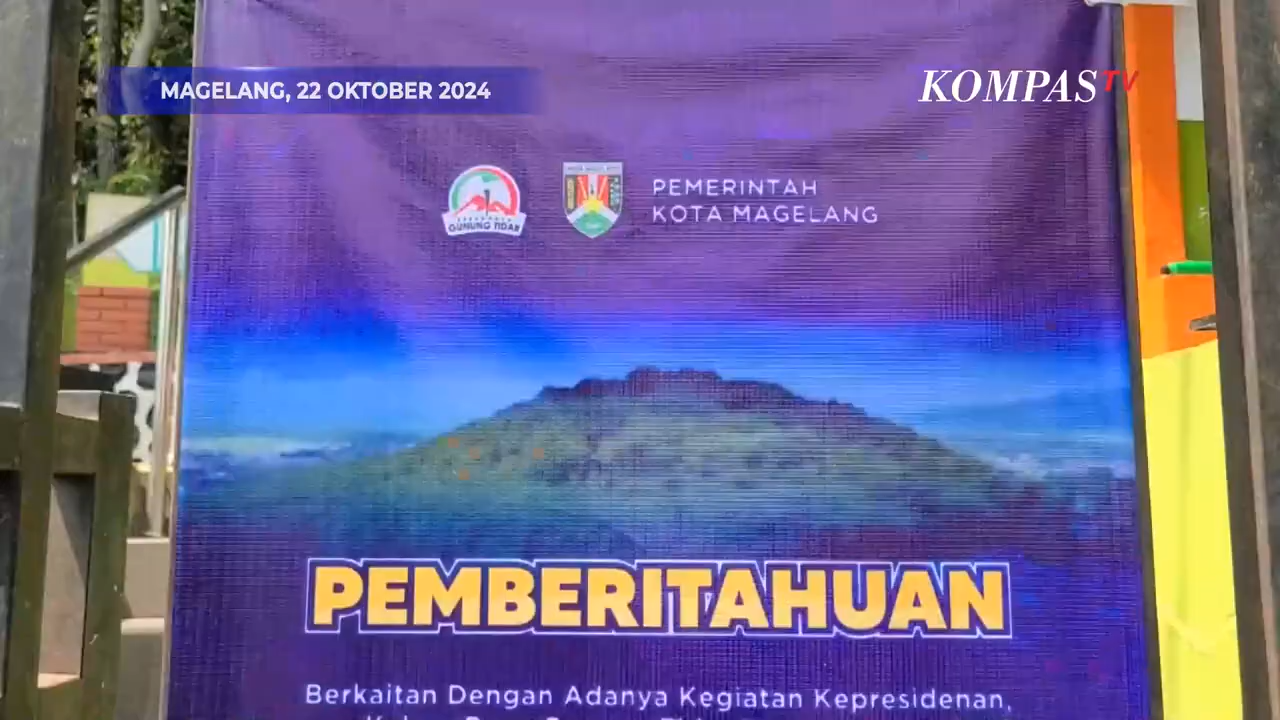 MAGELANG, 22 OKTOBER 2024
KOMPAS TV
GUNUNG TIDAR
PEMERINTAH
KOTA MAGELANG
PEMBERITAHUAN
Berkaitan Dengan Adanya Kegiatan Kepresidenan,